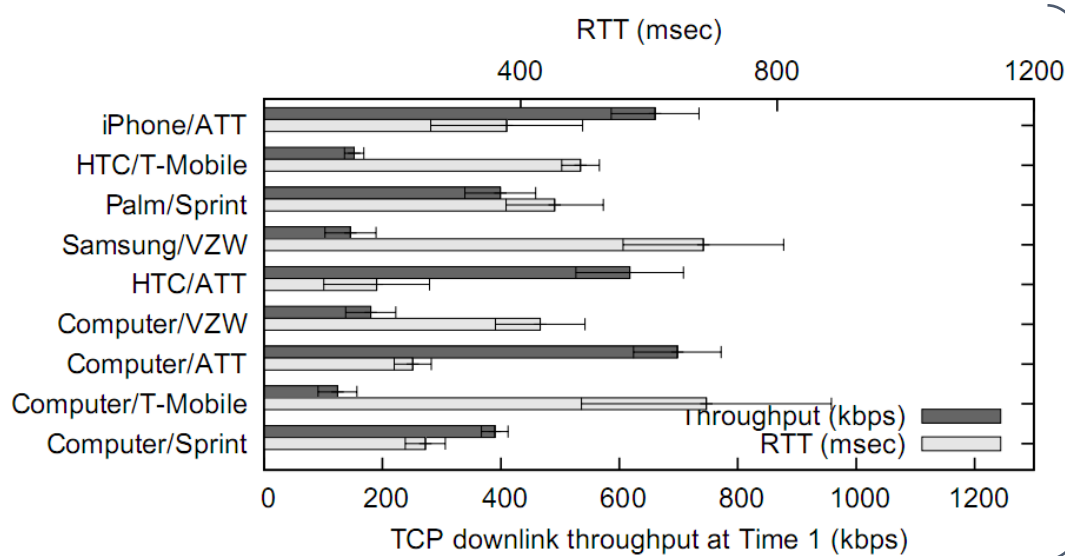 RTT (msec)
400 800 1200
iPhone/ATT
HTC/T-Mobile
Palm/Sprint
Samsung/VZW
HTC/ATT
Computer/VZW
Computer/ATT
Computer/T-Mobile
Throughput (kbps)
Computer/Sprint
RTT (msec)
0 200 400 600 800 1000 1200
TCP downlink throughput at Time 1 (kbps)